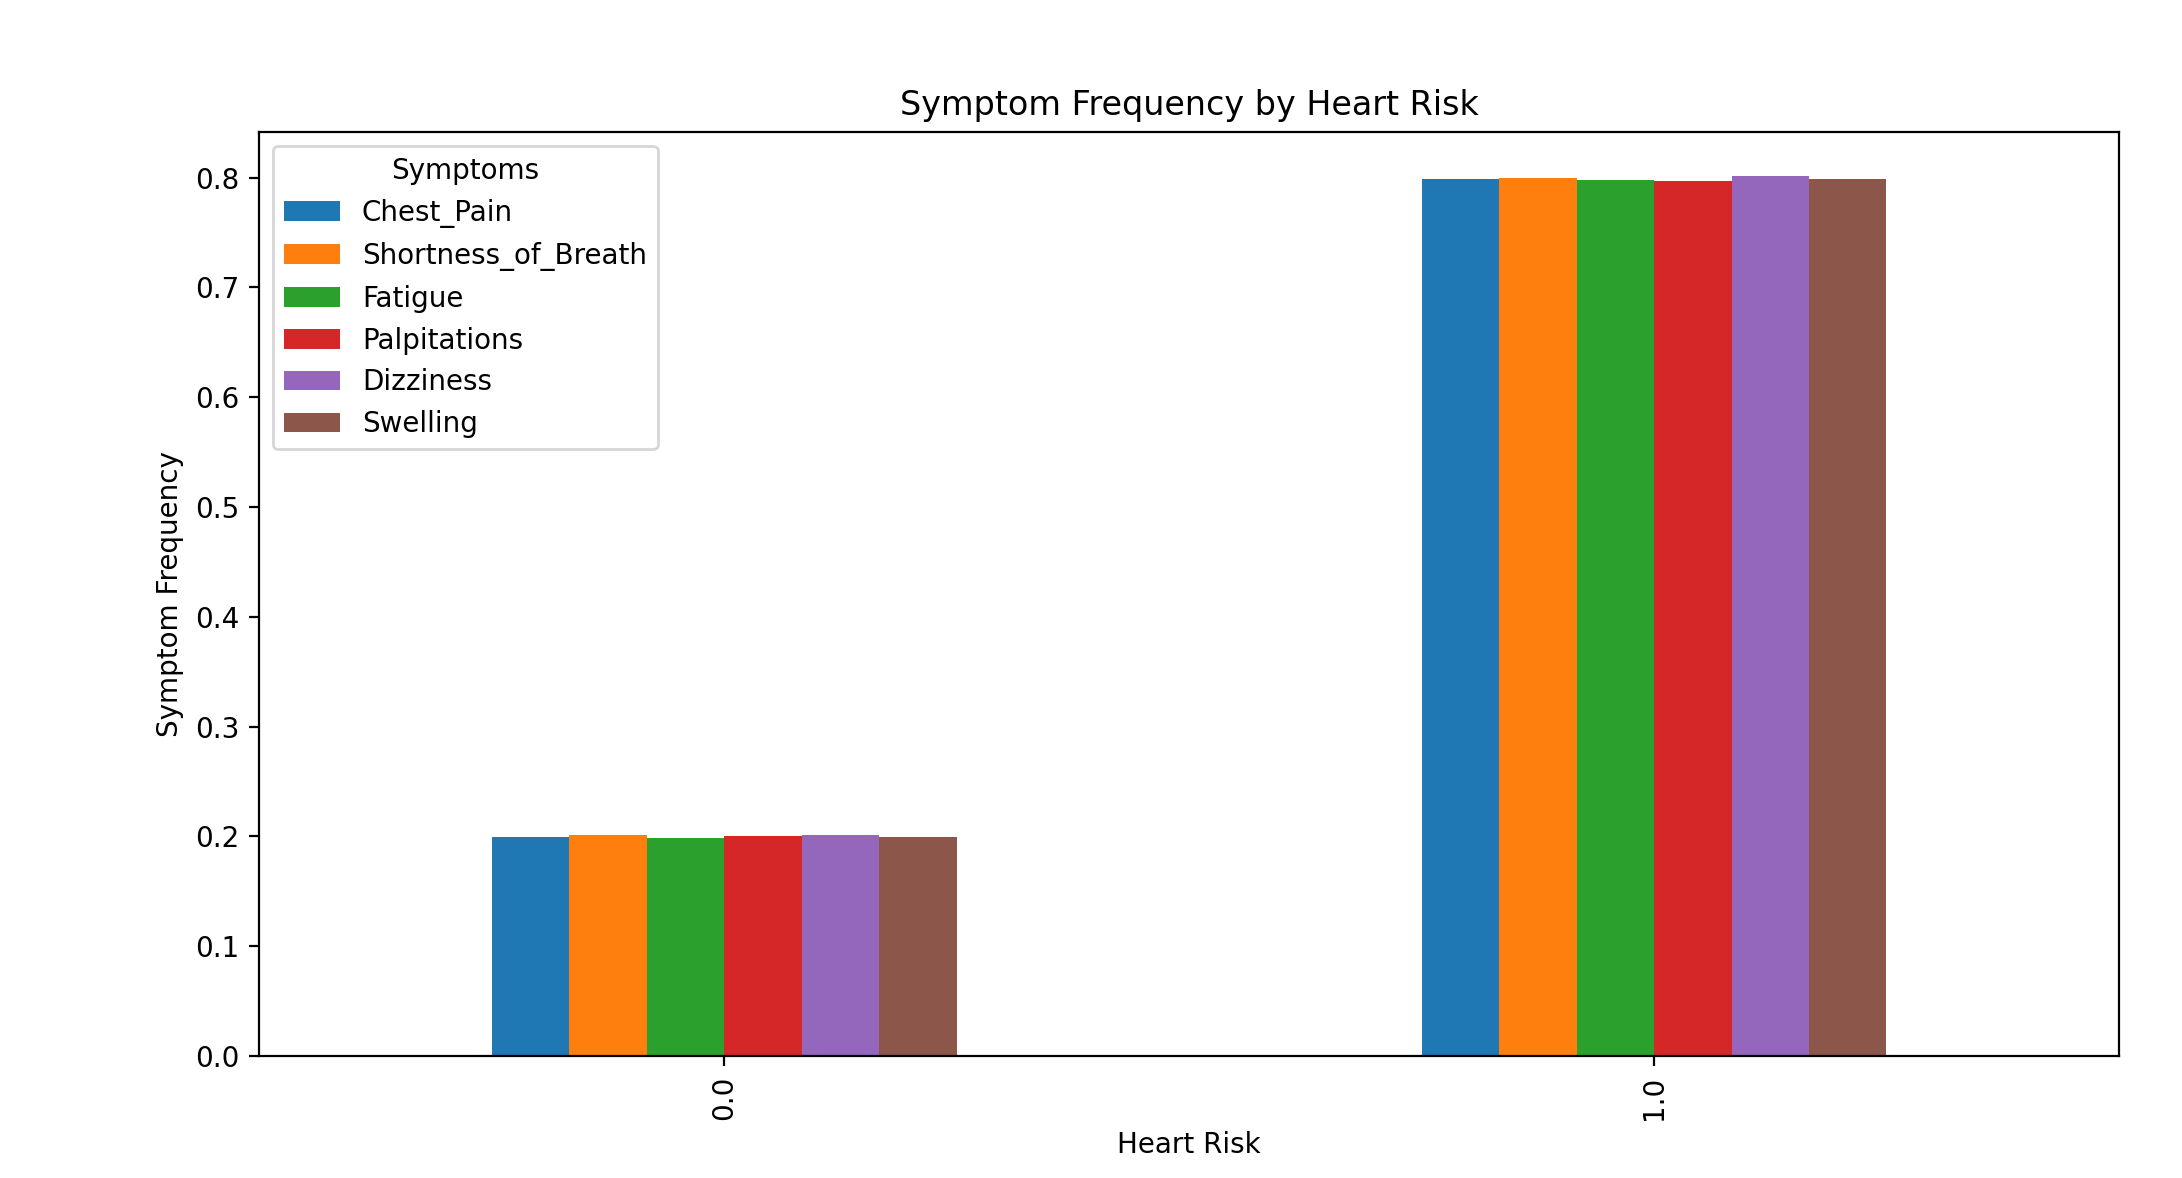 Symptom Frequency by Heart Risk
Symptoms
Chest_Pain
Shortness_of_Breath
Fatigue
Palpitations
Dizziness
Swelling
Symptom Frequency
0.8
0.7
0.6
0.5
0.4
0.3
0.2
0.1
0.0
0.0
1.0
Heart Risk